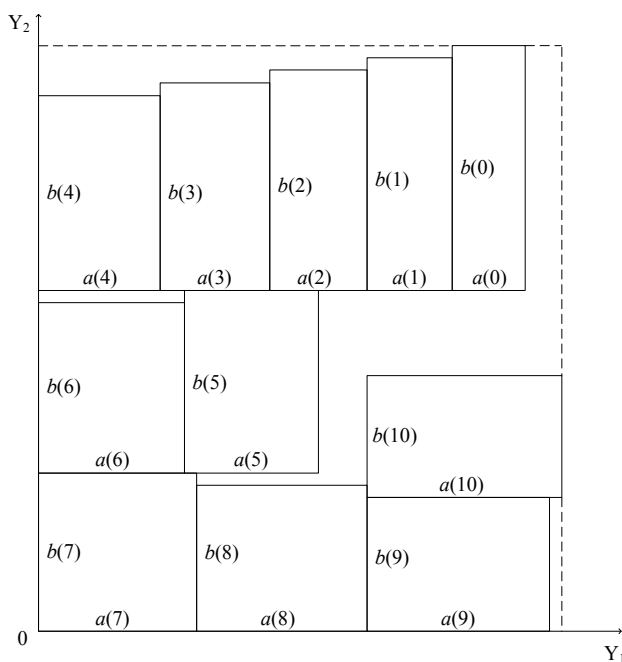 Y2
b(0)
b(1)
b(2)
b(3)
b(4)
a(4)
a(3)
a(2)
a(1)
a(0)
b(5)
b(6)
a(6)
a(5)
b(10)
a(10)
b(7)
b(8)
b(9)
a(7)
a(8)
a(9)
0
Y1